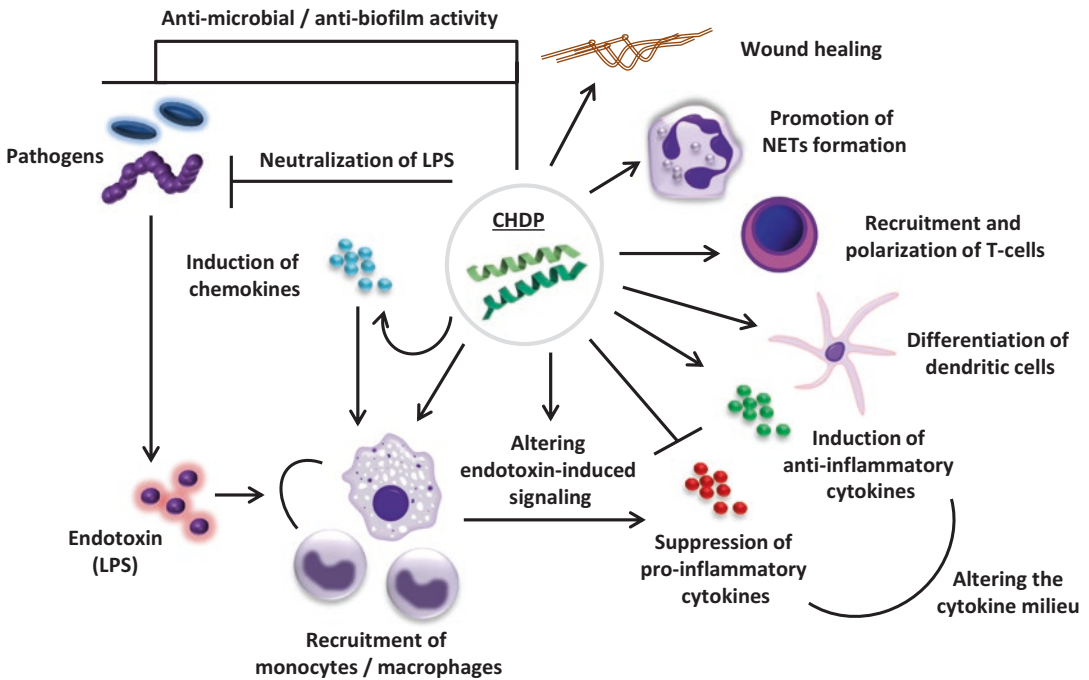 Anti-microbial / anti-biofilm activity
Wound healing
Promotion of
NETs formation
Pathogens
Neutralization of LPS
CHDP
Recruitment and
polarization of T-cells
Induction of
chemokines
Differentiation of
dendritic cells
Altering
endotoxin-induced
signaling
Induction of
anti-inflammatory
cytokines
Endotoxin
(LPS)
Suppression of
pro-inflammatory
cytokines
Altering the
cytokine milieu
Recruitment of
monocytes / macrophages